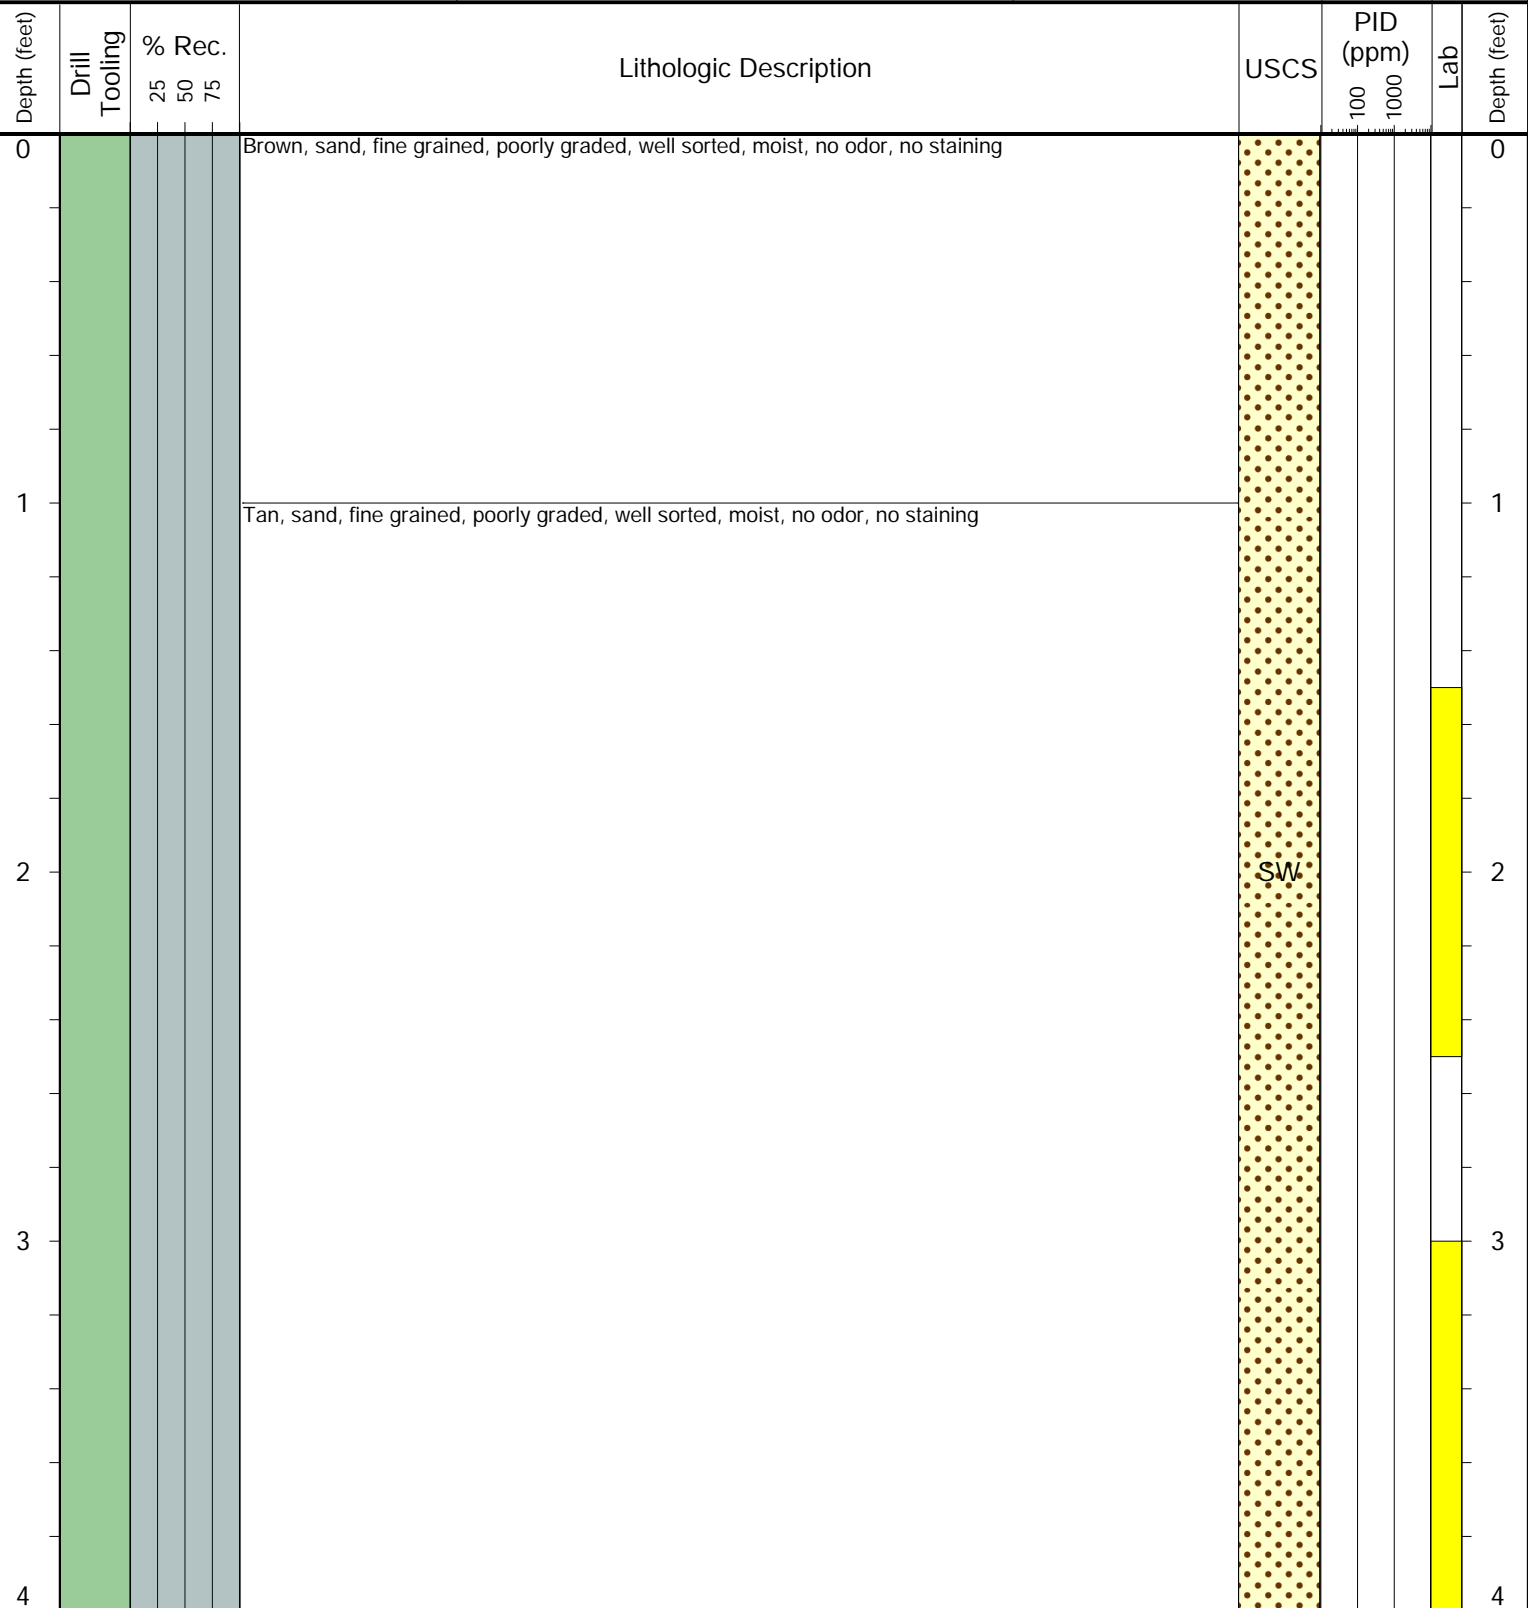 Depth (feet)
Drill
Tooling
% Rec.
25
50
75
Lithologic Description
USCS
PID
(ppm)
100
1000
Lab
Depth (feet)
0
Brown, sand, fine grained, poorly graded, well sorted, moist, no odor, no staining
0
1
Tan, sand, fine grained, poorly graded, well sorted, moist, no odor, no staining
1
2
SW
2
3
3
4
4